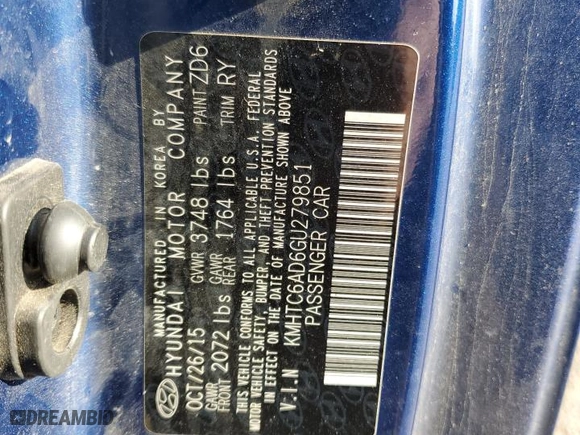 MANUFACTURED IN KOREA BY
HYUNDAI MOTOR COMPANY
OCT/26/15 GVWR 3748 lbs PAINT ZD6
GAWR FRONT 2072 lbs GAWR REAR 1764 lbs TRIM RY
THIS VEHICLE CONFORMS TO ALL APPLICABLE U.S.A. FEDERAL
MOTOR VEHICLE SAFETY, BUMPER, AND THEFT PREVENTION STANDARDS
IN EFFECT ON THE DATE OF MANUFACTURE SHOWN ABOVE
V.I.N KMHTC6AD6GU279851
PASSENGER CAR
DREAMBID